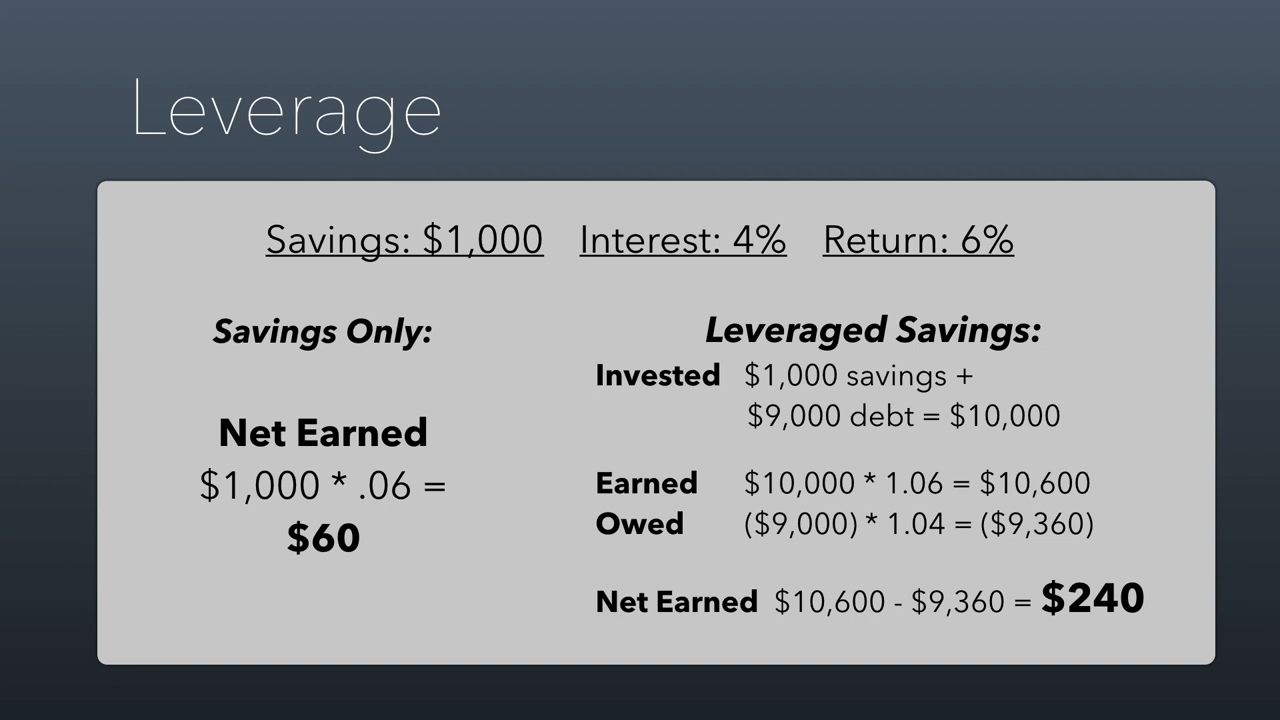 Leverage
Savings: $1,000 Interest: 4% Return: 6%
Savings Only:
Net Earned
$1,000 * .06 =
$60
Leveraged Savings:
Invested $1,000 savings +
$9,000 debt = $10,000
Earned $10,000 * 1.06 = $10,600
Owed ($9,000) * 1.04 = ($9,360)
Net Earned $10,600 - $9,360 = $240